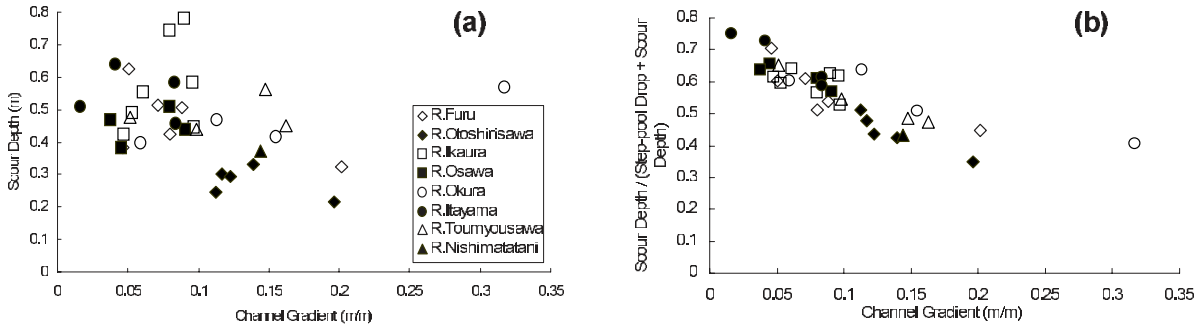 (a)
Scour Depth (m)
0.8
0.7
0.6
0.5
0.4
0.3
0.2
0.1
0
0
0.05
0.1
0.15
0.2
0.25
0.3
0.35
Channel Gradient (m/m)
R.Furu
R.Otoshirisawa
R.Ikaura
R.Osawa
R.Okura
R.Itayama
R.Toumyousawa
R.Nishimatatani
(b)
Scour Depth / (Step-pool Drop + Scour
Depth)
0.8
0.7
0.6
0.5
0.4
0.3
0.2
0.1
0
0
0.05
0.1
0.15
0.2
0.25
0.3
0.35
Channel Gradient (m/m)